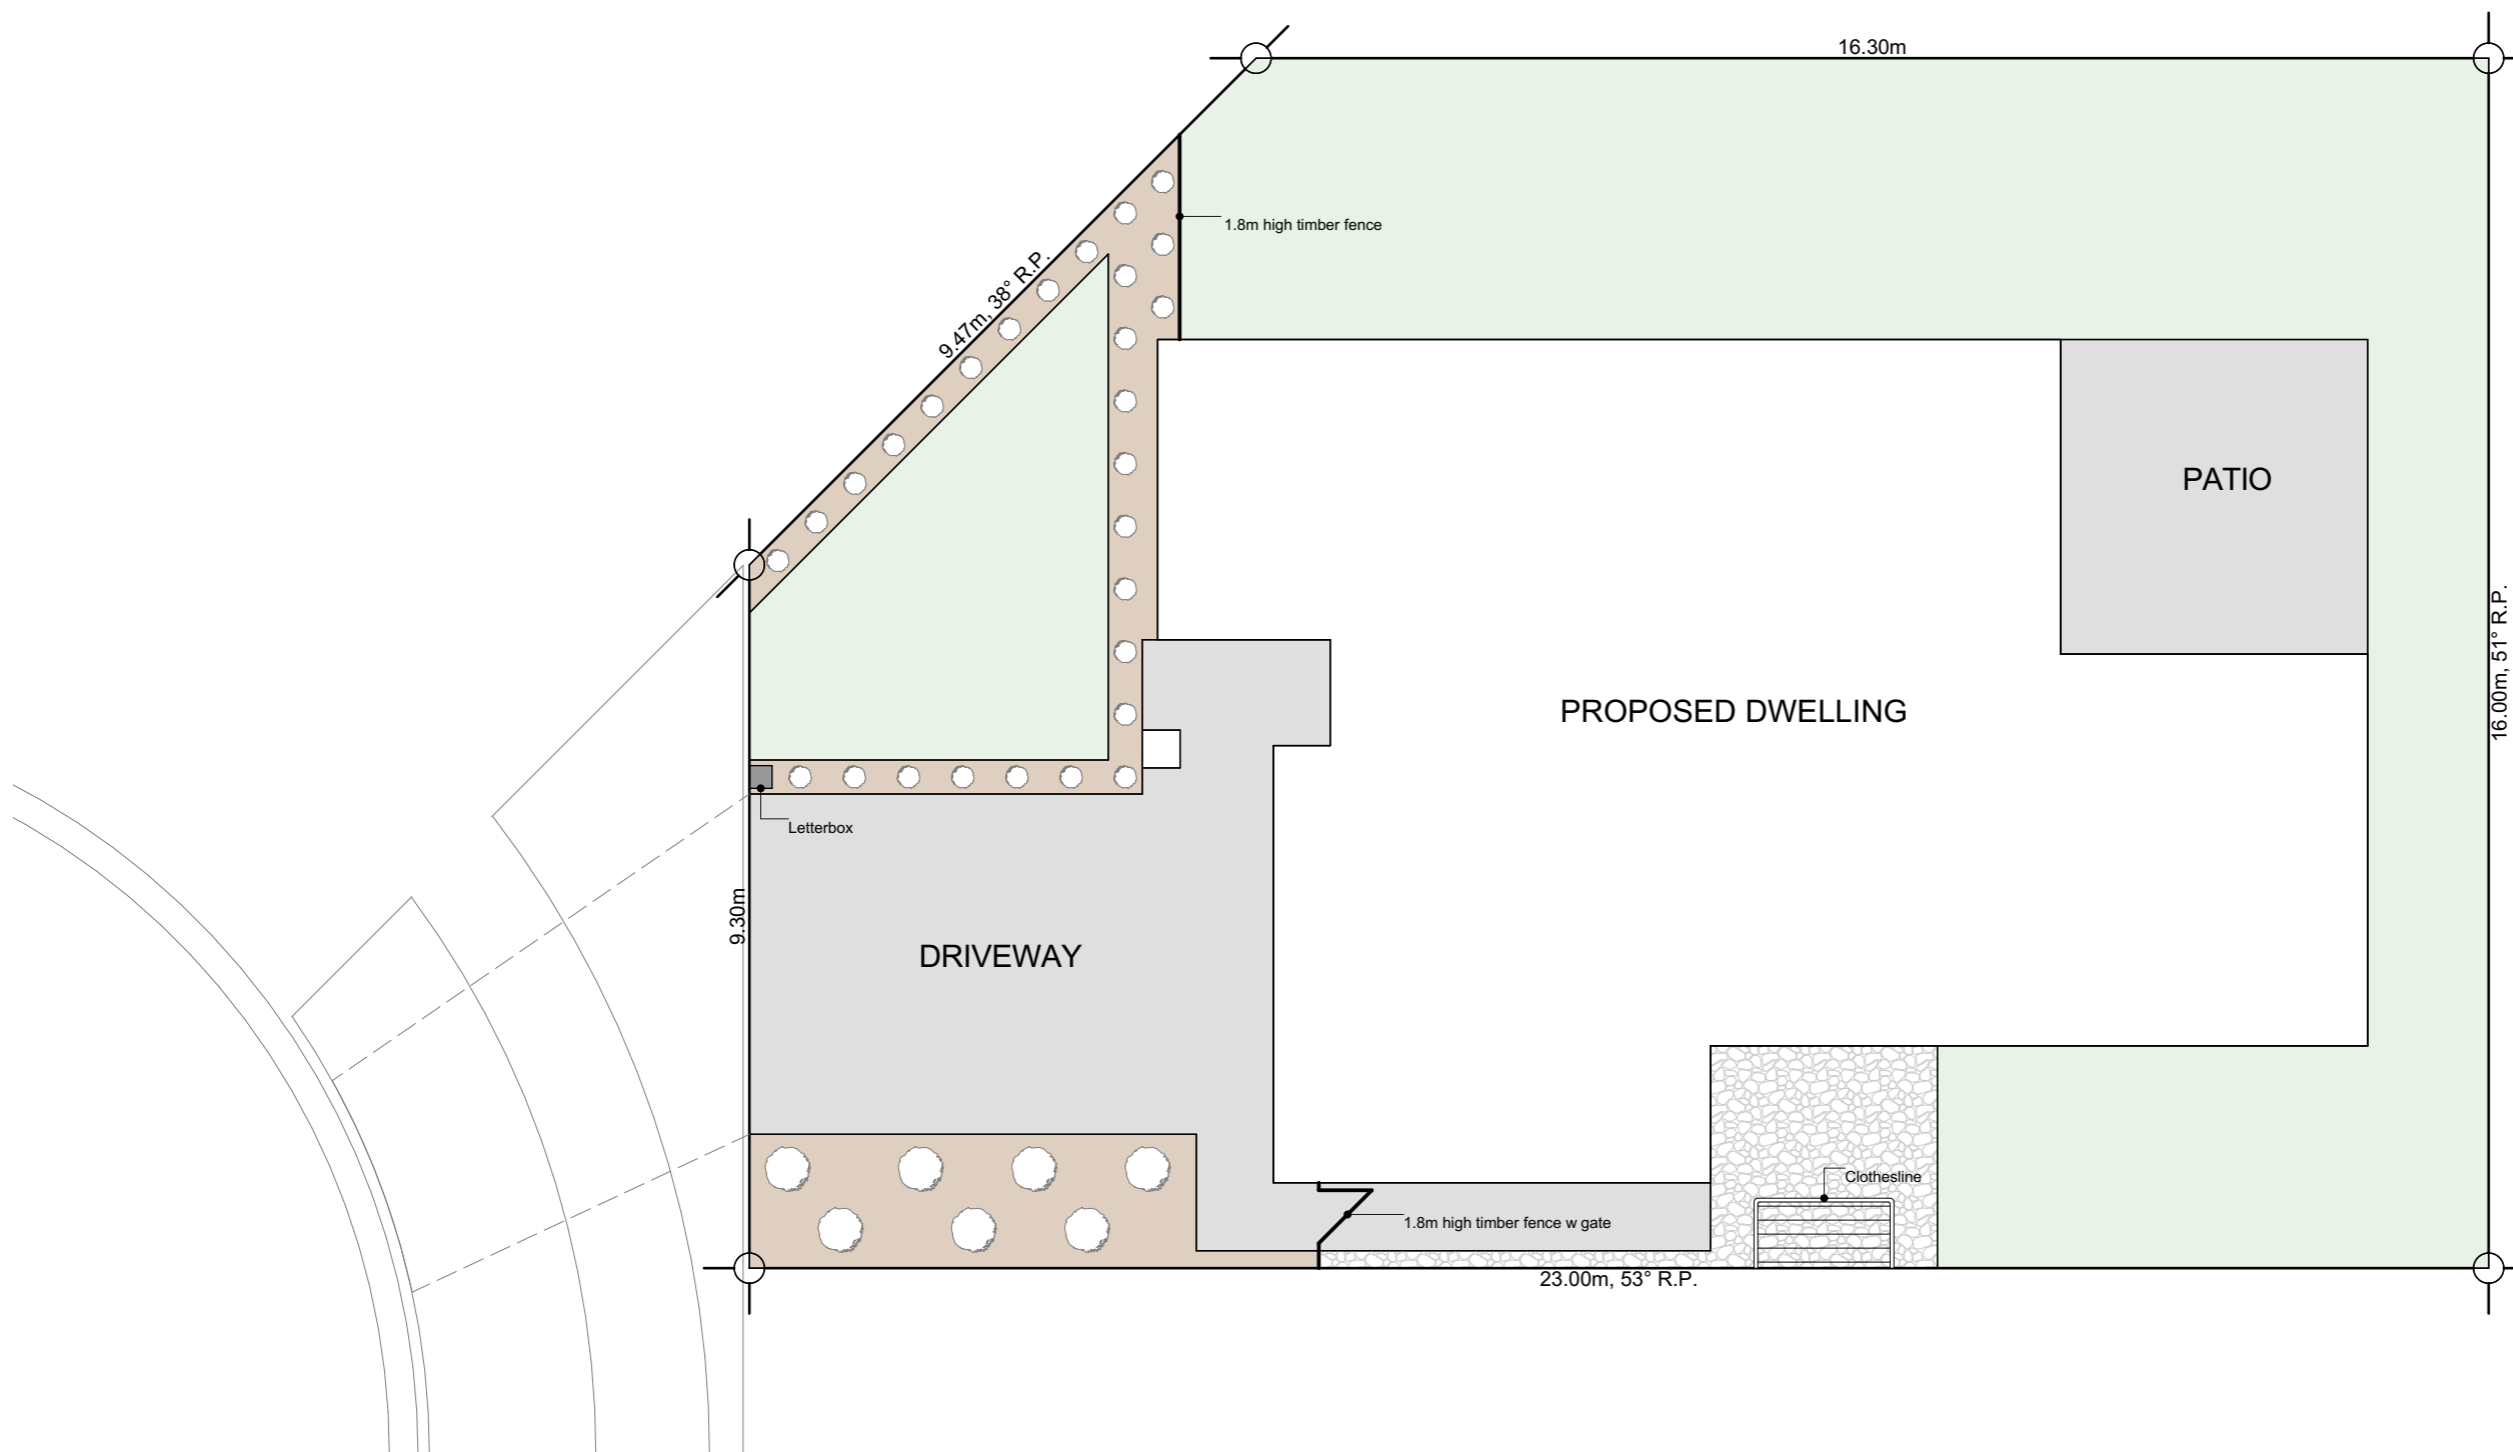 16.30m
1.8m high timber fence
9.47m, 38° R.P.
PATIO
16.00m, 51° R.P.
PROPOSED DWELLING
Letterbox
9.30m
DRIVEWAY
Clothesline
1.8m high timber fence w gate
23.00m, 53° R.P.